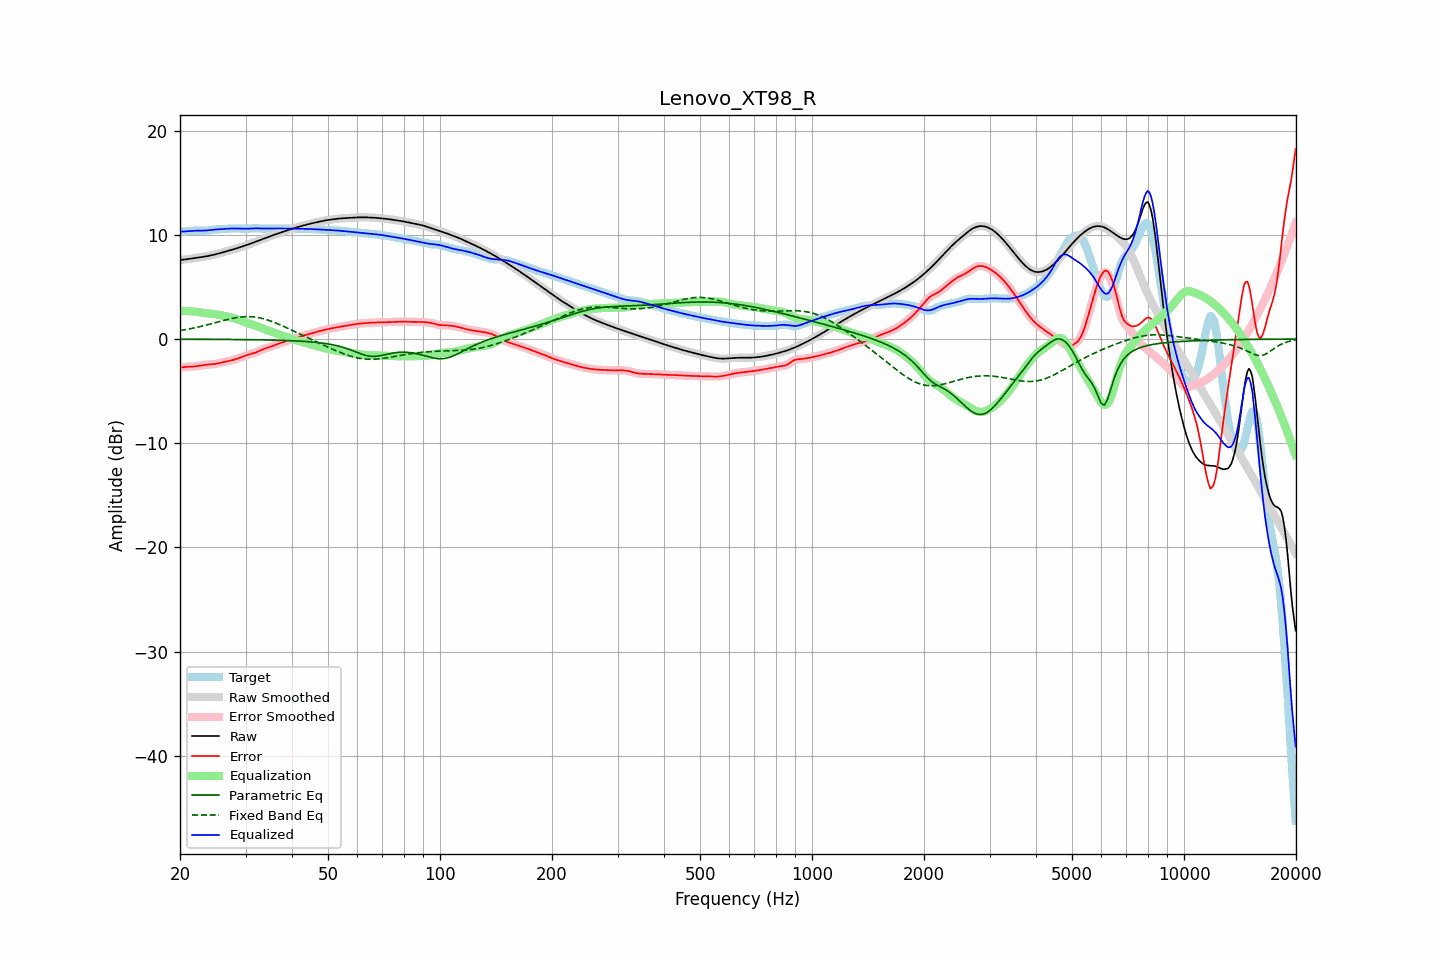 Lenovo_XT98_R
20
10
0
−10
−20
−30
−40
Amplitude (dBr)
Target
Raw Smoothed
Error Smoothed
Raw
Error
Equalization
Parametric Eq
Fixed Band Eq
Equalized
20 50 100 200 500 1000 2000 5000 10000 20000
Frequency (Hz)